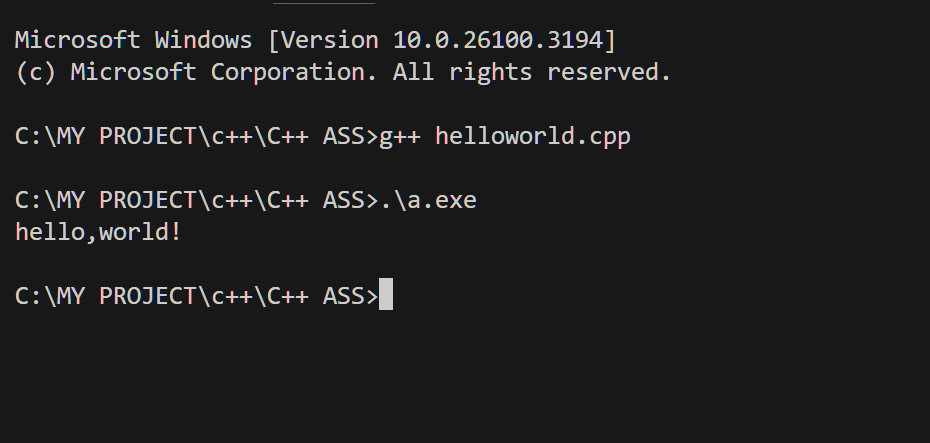 Microsoft Windows [Version 10.0.26100.3194]
(c) Microsoft Corporation. All rights reserved.
C:\MY PROJECT\c++\C++ ASS>g++ helloworld.cpp
C:\MY PROJECT\c++\C++ ASS>.\a.exe
hello,world!
C:\MY PROJECT\c++\C++ ASS>